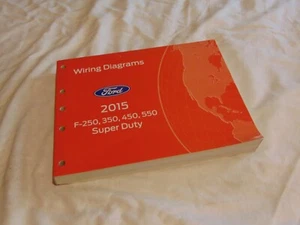 Wiring Diagrams
Ford
2015
F-250, 350, 450, 550
Super Duty